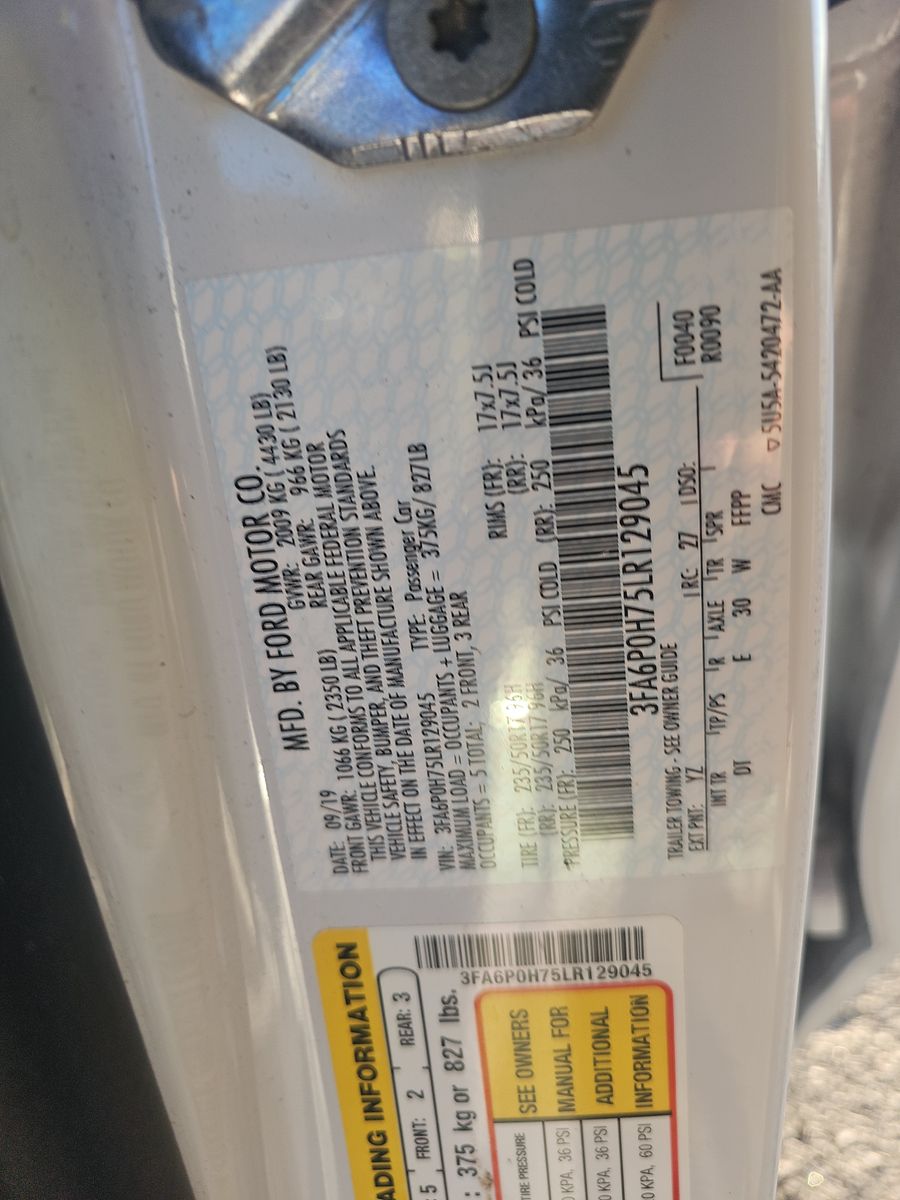 MFD. BY FORD MOTOR CO.
DATE: 09/19 GVWR: 2009 KG ( 4430 LB)
FRONT GAWR: 1066 KG ( 2350 LB) REAR GAWR: 966 KG ( 2130 LB)
THIS VEHICLE CONFORMS TO ALL APPLICABLE FEDERAL MOTOR
VEHICLE SAFETY, BUMPER, AND THEFT PREVENTION STANDARDS
IN EFFECT ON THE DATE OF MANUFACTURE SHOWN ABOVE.
VIN: 3FA6P0H75LR129045 TYPE: Passenger Car
MAXIMUM LOAD = OCCUPANTS + LUGGAGE = 375KG/ 827LB
OCCUPANTS = 5 TOTAL: 2 FRONT, 3 REAR
TIRE (FR): 235/50R17 96H RIMS (FR): 17x7.5J
(RR): 235/50R17 96H (RR): 17x7.5J
PRESSURE (FR): 250 kPa/ 36 PSI COLD (RR): 250 kPa/ 36 PSI COLD
3FA6P0H75LR129045
TRAILER TOWING - SEE OWNER GUIDE
EXT PNT: YZ RC: 27 DSO: F0040
INT TR TP/PS R AXLE TR SPR R0090
DT E 30 W FFPP
CMC ▽5U5A-5420472-AA
ADING INFORMATION
5 FRONT: 2 REAR: 3
: 375 kg or 827 lbs.
3FA6P0H75LR129045
TIRE PRESSURE SEE OWNERS
0 KPA, 36 PSI MANUAL FOR
0 KPA, 36 PSI ADDITIONAL
0 KPA, 60 PSI INFORMATION